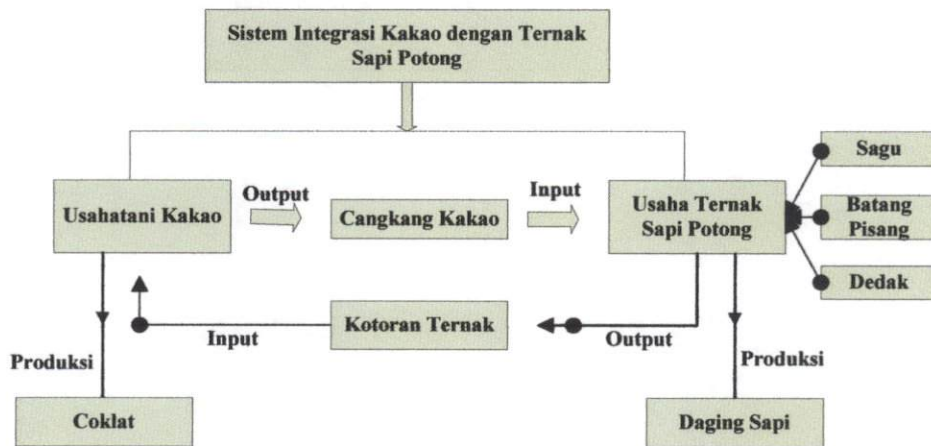 Sistem Integrasi Kakao dengan Ternak
Sapi Potong
Sagu
Output
Input
Usahatani Kakao
Cangkang Kakao
Usaha Ternak
Sapi Potong
Batang
Pisang
Dedak
Kotoran Ternak
Input
Output
Produksi
Produksi
Coklat
Daging Sapi